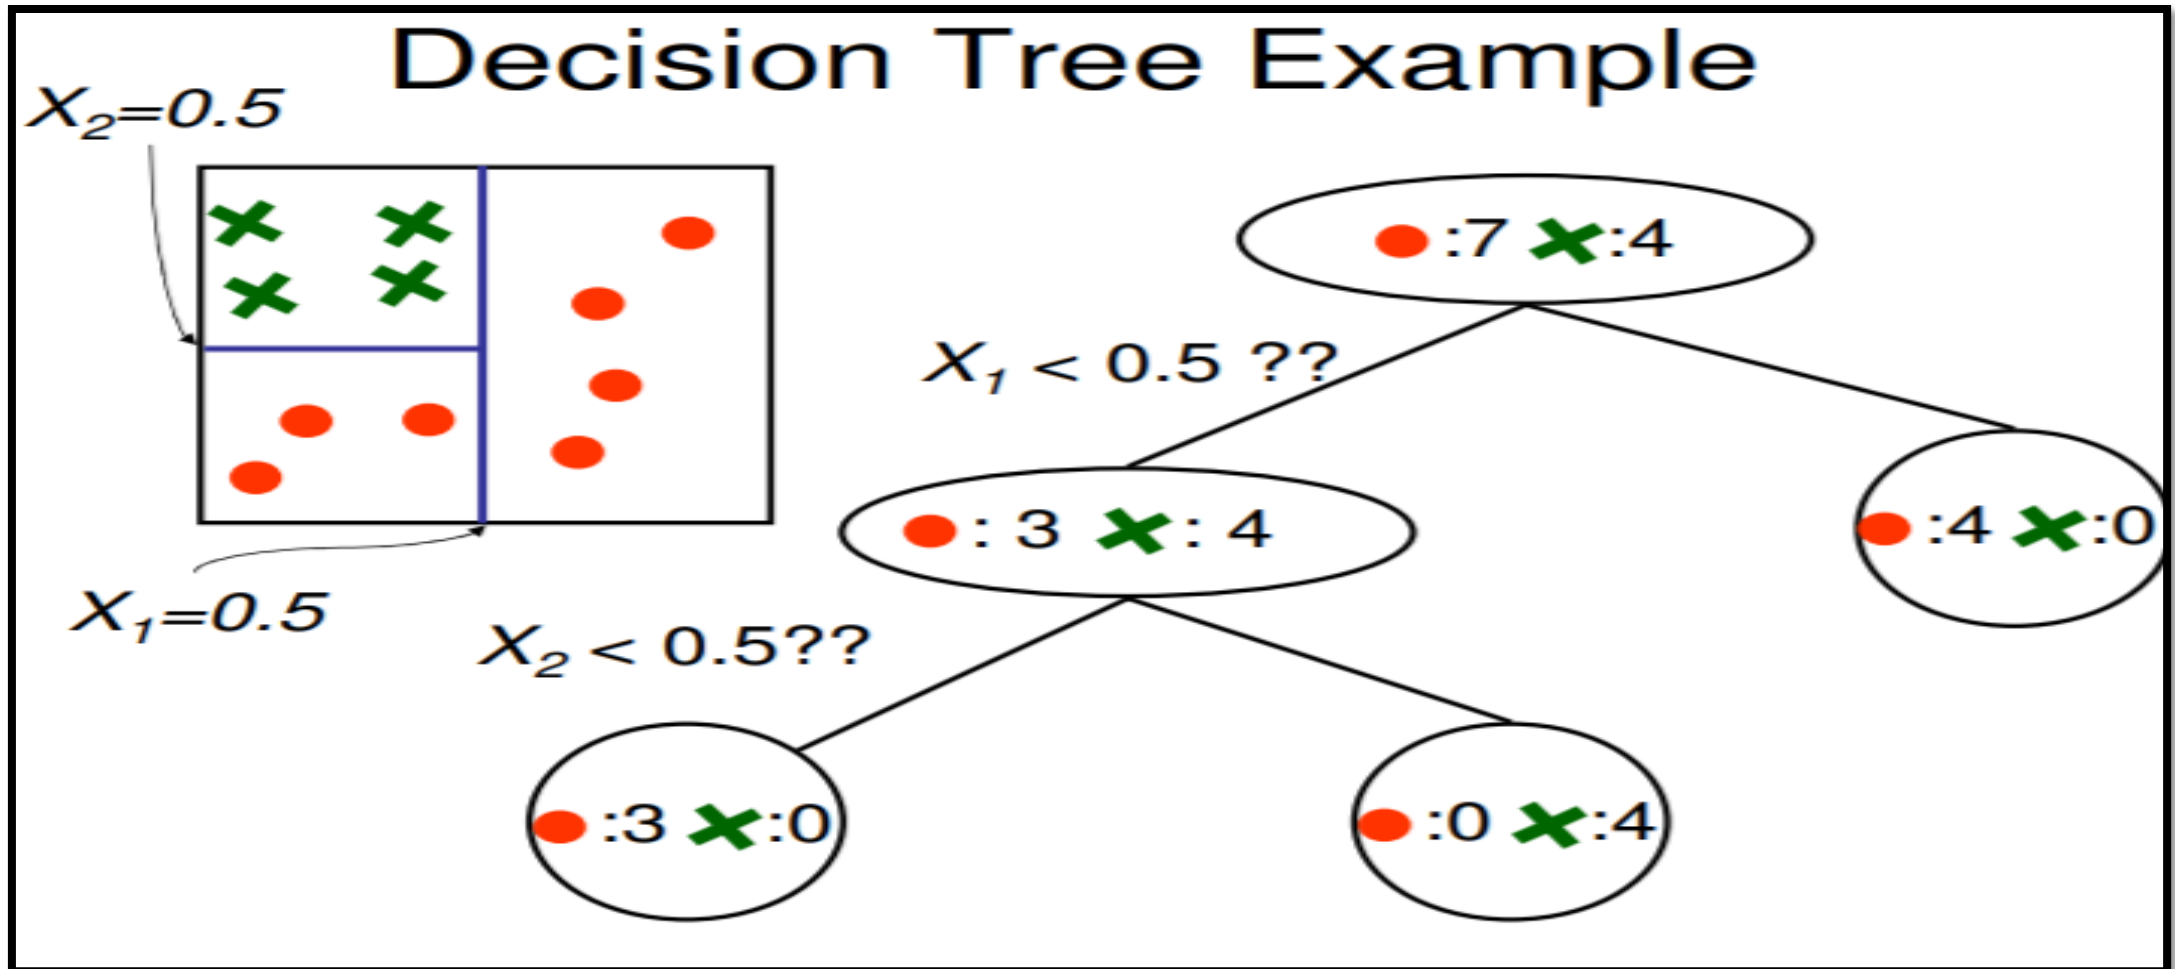 Decision Tree Example
X₂=0.5
:7 :4
X₁ < 0.5 ??
: 3 : 4
:4 :0
X₁=0.5
X₂ < 0.5??
:3 :0
:0 :4